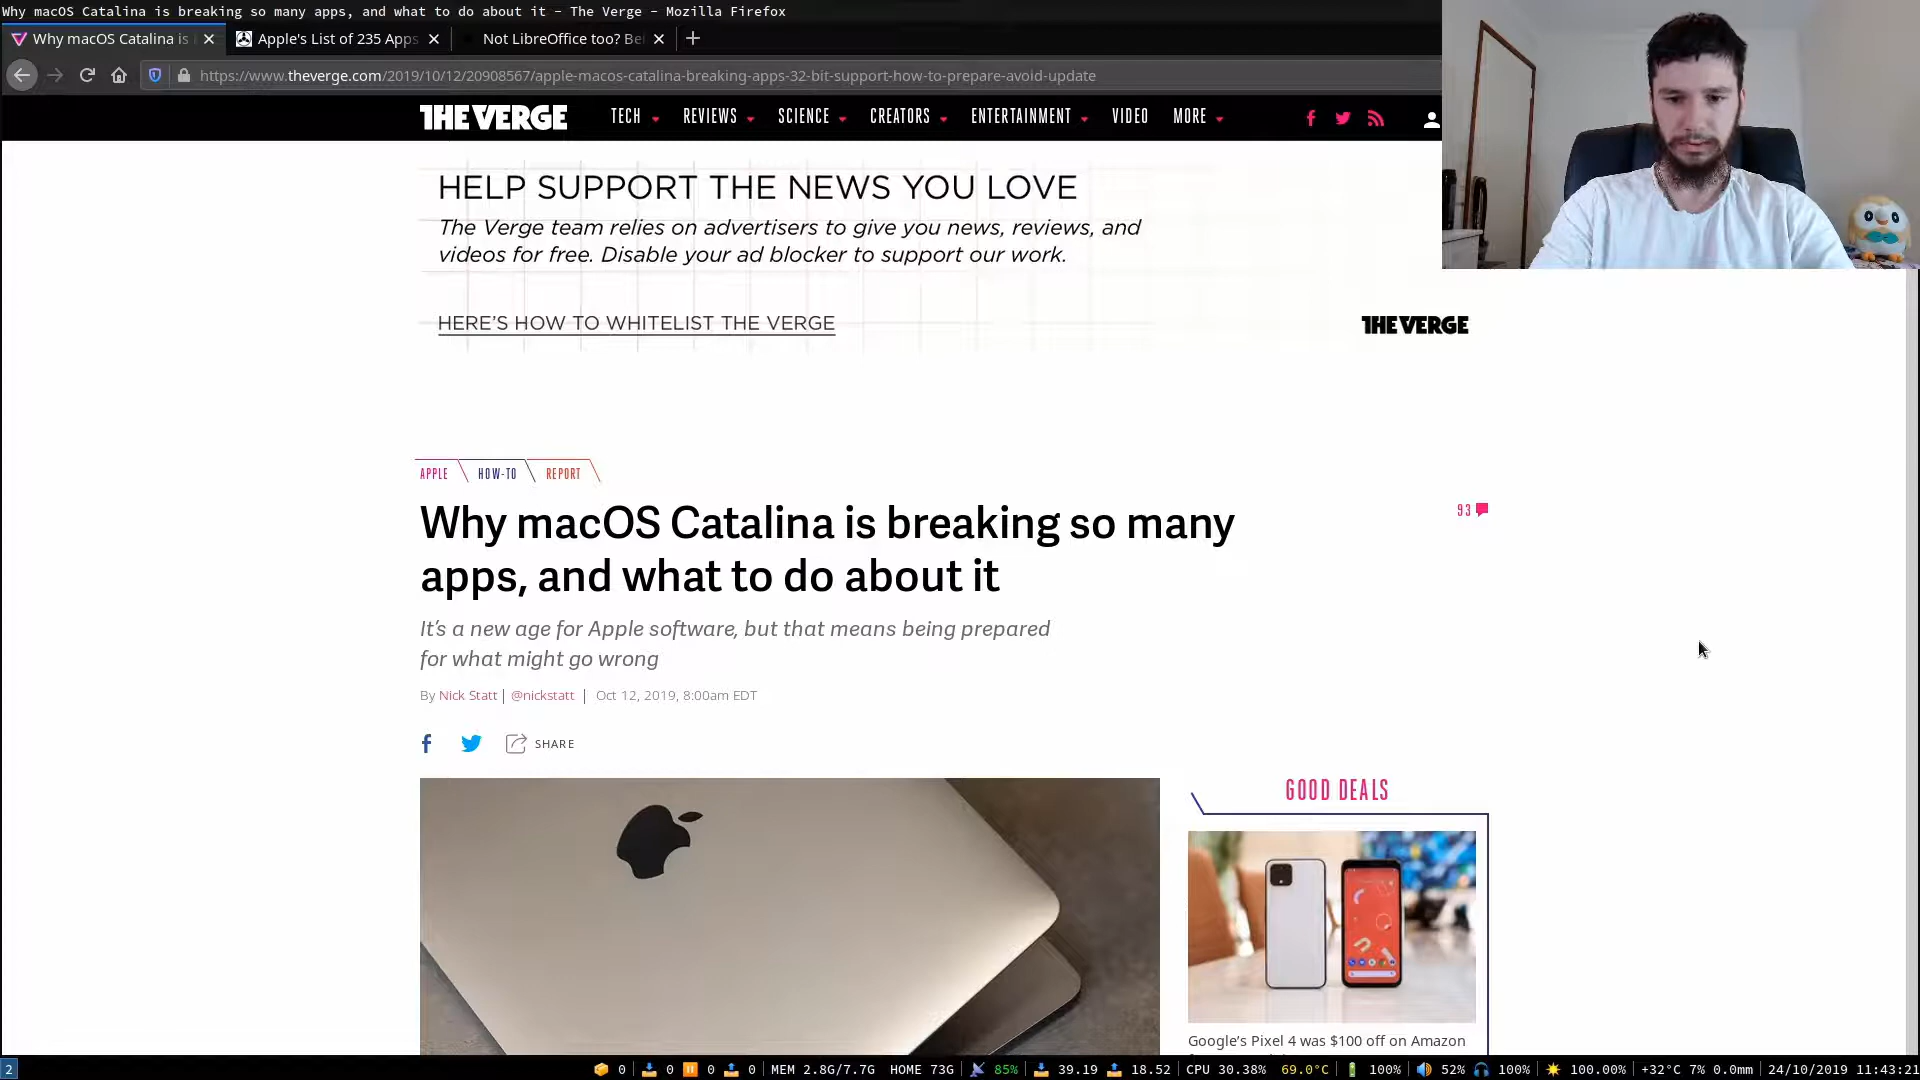 Why macOS Catalina is breaking so many apps, and what to do about it - The Verge - Mozilla Firefox
Why macOS Catalina is
Apple's List of 235 Apps
Not LibreOffice too? Be
https://www.theverge.com/2019/10/12/20908567/apple-macos-catalina-breaking-apps-32-bit-support-how-to-prepare-avoid-update
THE VERGE TECH REVIEWS SCIENCE CREATORS ENTERTAINMENT VIDEO MORE
HELP SUPPORT THE NEWS YOU LOVE
The Verge team relies on advertisers to give you news, reviews, and
videos for free. Disable your ad blocker to support our work.
HERE'S HOW TO WHITELIST THE VERGE
THE VERGE
APPLE HOW-TO REPORT
Why macOS Catalina is breaking so many
apps, and what to do about it
93
It's a new age for Apple software, but that means being prepared
for what might go wrong
By Nick Statt | @nickstatt | Oct 12, 2019, 8:00am EDT
SHARE
GOOD DEALS
Google's Pixel 4 was $100 off on Amazon
2 0 0 0 0 MEM 2.8G/7.7G HOME 73G 85% 39.19 18.52 CPU 30.38% 69.0°C 100% 52% 100% 100.00% +32°C 7% 0.0mm 24/10/2019 11:43:21